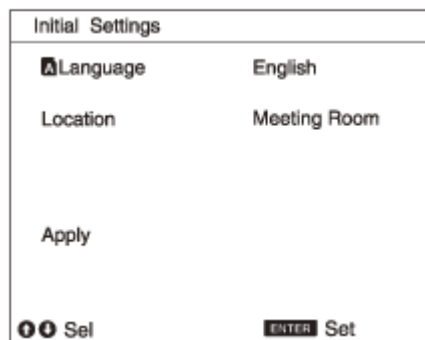 Initial Settings
A Language English
Location Meeting Room
Apply
Sel ENTER Set